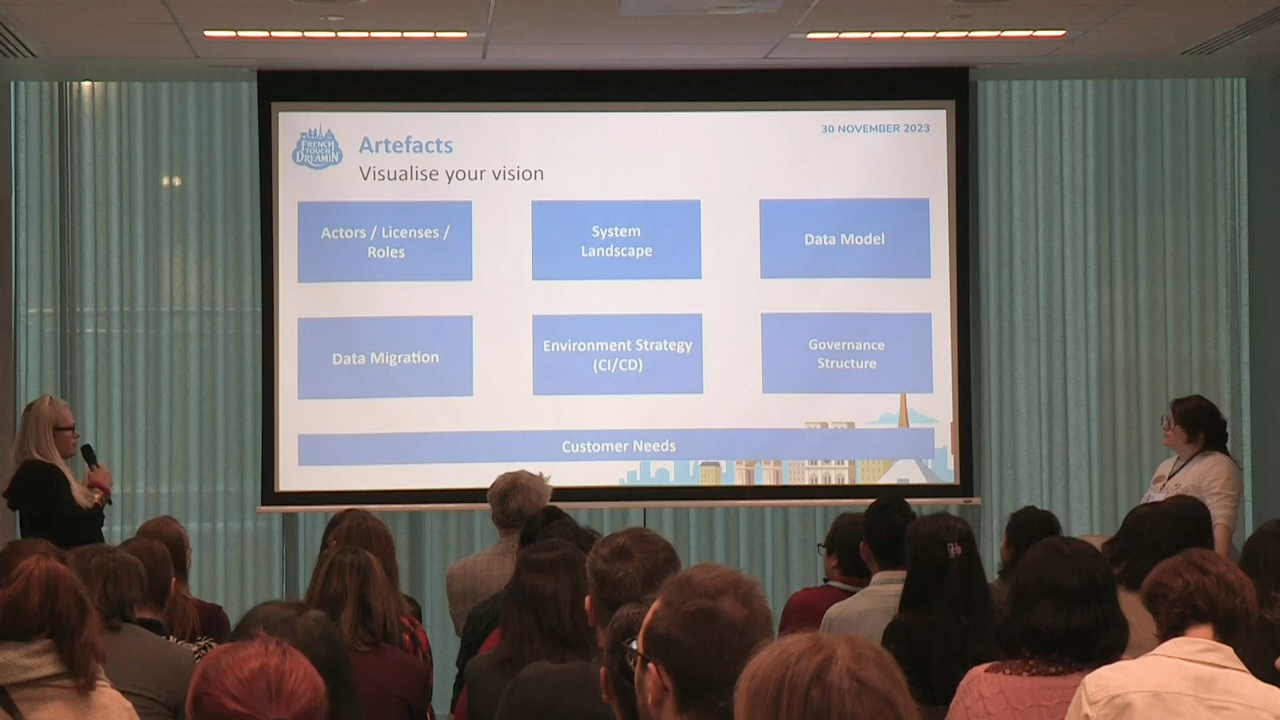 FRENCH
TOUCH
DREAMIN'
Artefacts
Visualise your vision
30 NOVEMBER 2023
Actors / Licenses /
Roles
System
Landscape
Data Model
Data Migration
Environment Strategy
(CI/CD)
Governance
Structure
Customer Needs